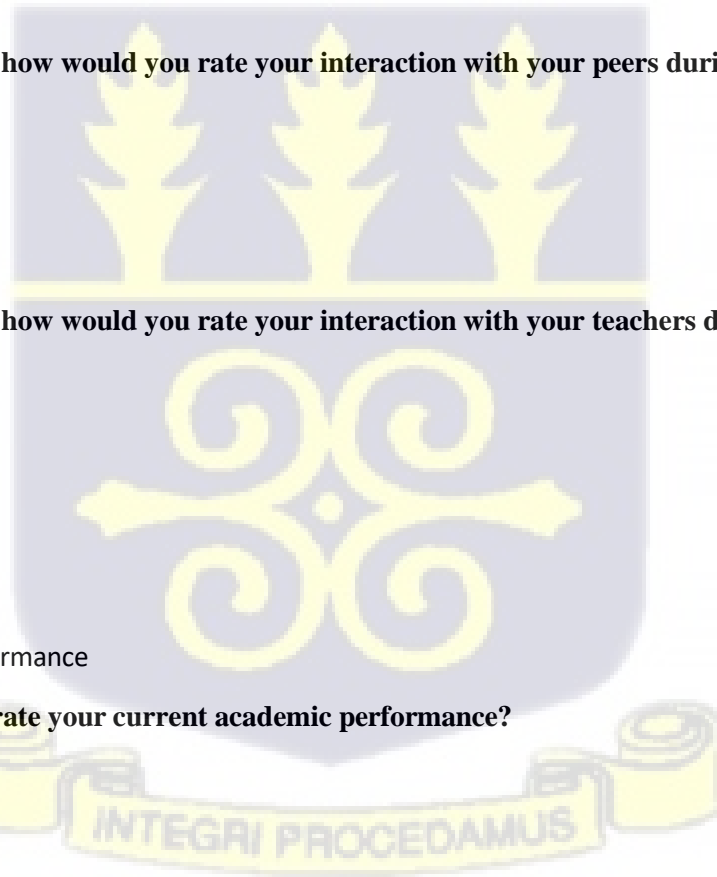 how would you rate your interaction with your peers duri
how would you rate your interaction with your teachers d
rmance
rate your current academic performance?
INTEGRI PROCEDAMUS